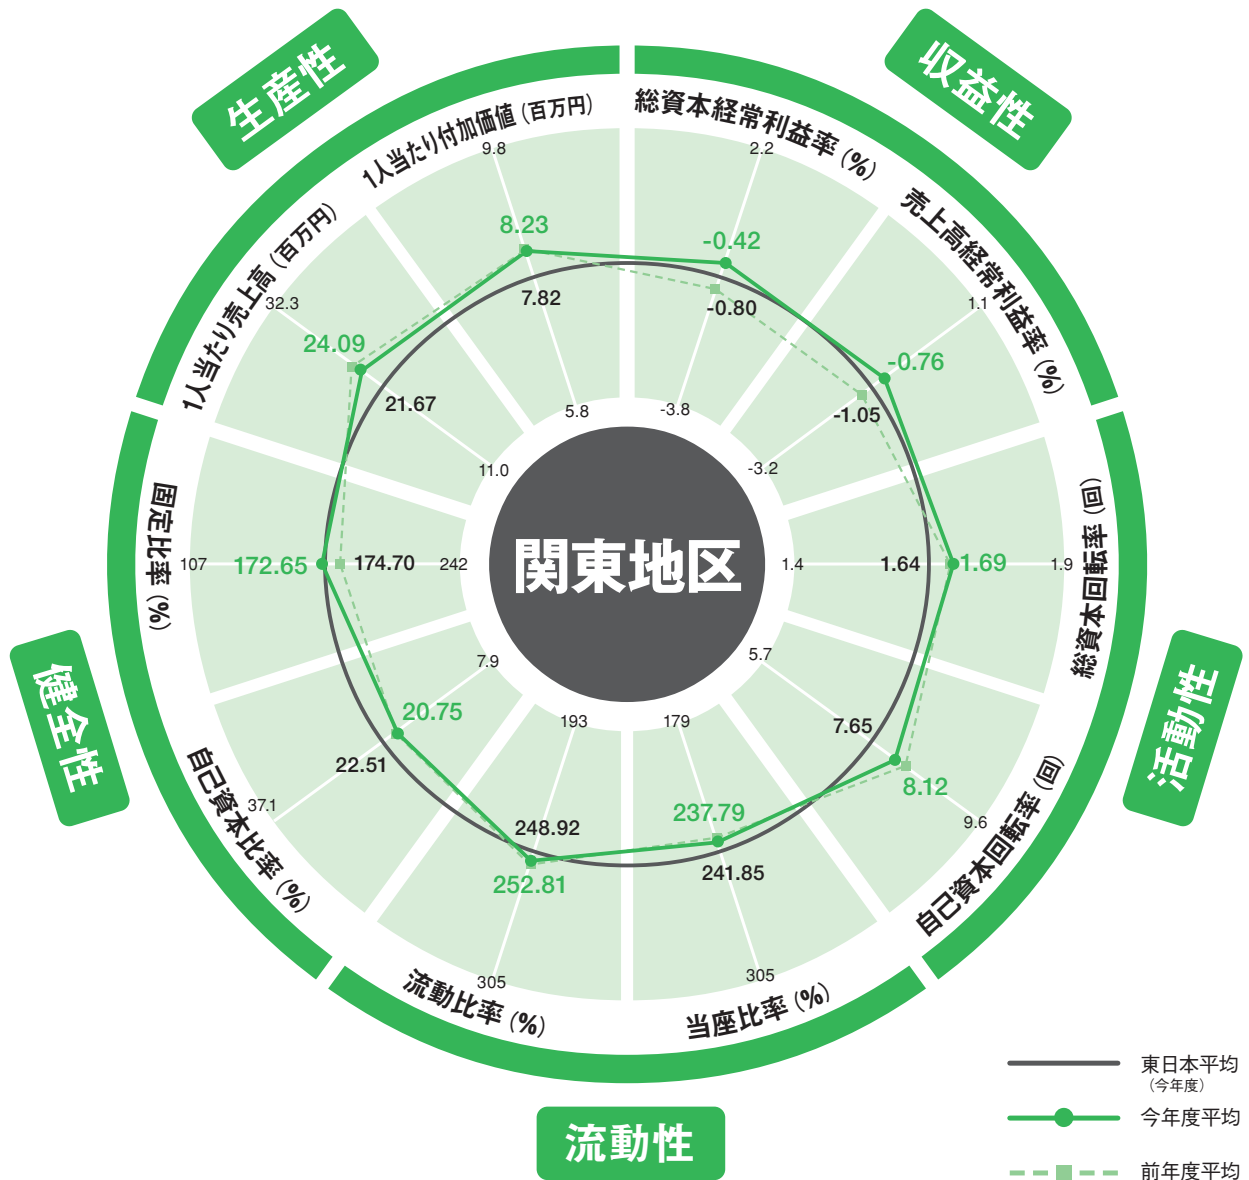 生産性
収益性
1人当たり付加価値（百万円）
9.8
8.23
7.82
5.8
総資本経常利益率（%）
2.2
-0.42
-0.80
-3.8
売上高経常利益率（%）
1.1
-0.76
-1.05
-3.2
1人当たり売上高（百万円）
32.3
24.09
21.67
11.0
固定比率（%）
107
172.65
174.70
242
関東地区
1.4
1.64
1.69
1.9
総資本回転率（回）
健全性
活動性
7.9
20.75
22.51
37.1
自己資本比率（%）
5.7
7.65
8.12
9.6
自己資本回転率（回）
193
248.92
252.81
305
流動比率（%）
179
237.79
241.85
305
当座比率（%）
流動性
東日本平均
（今年度）
今年度平均
前年度平均